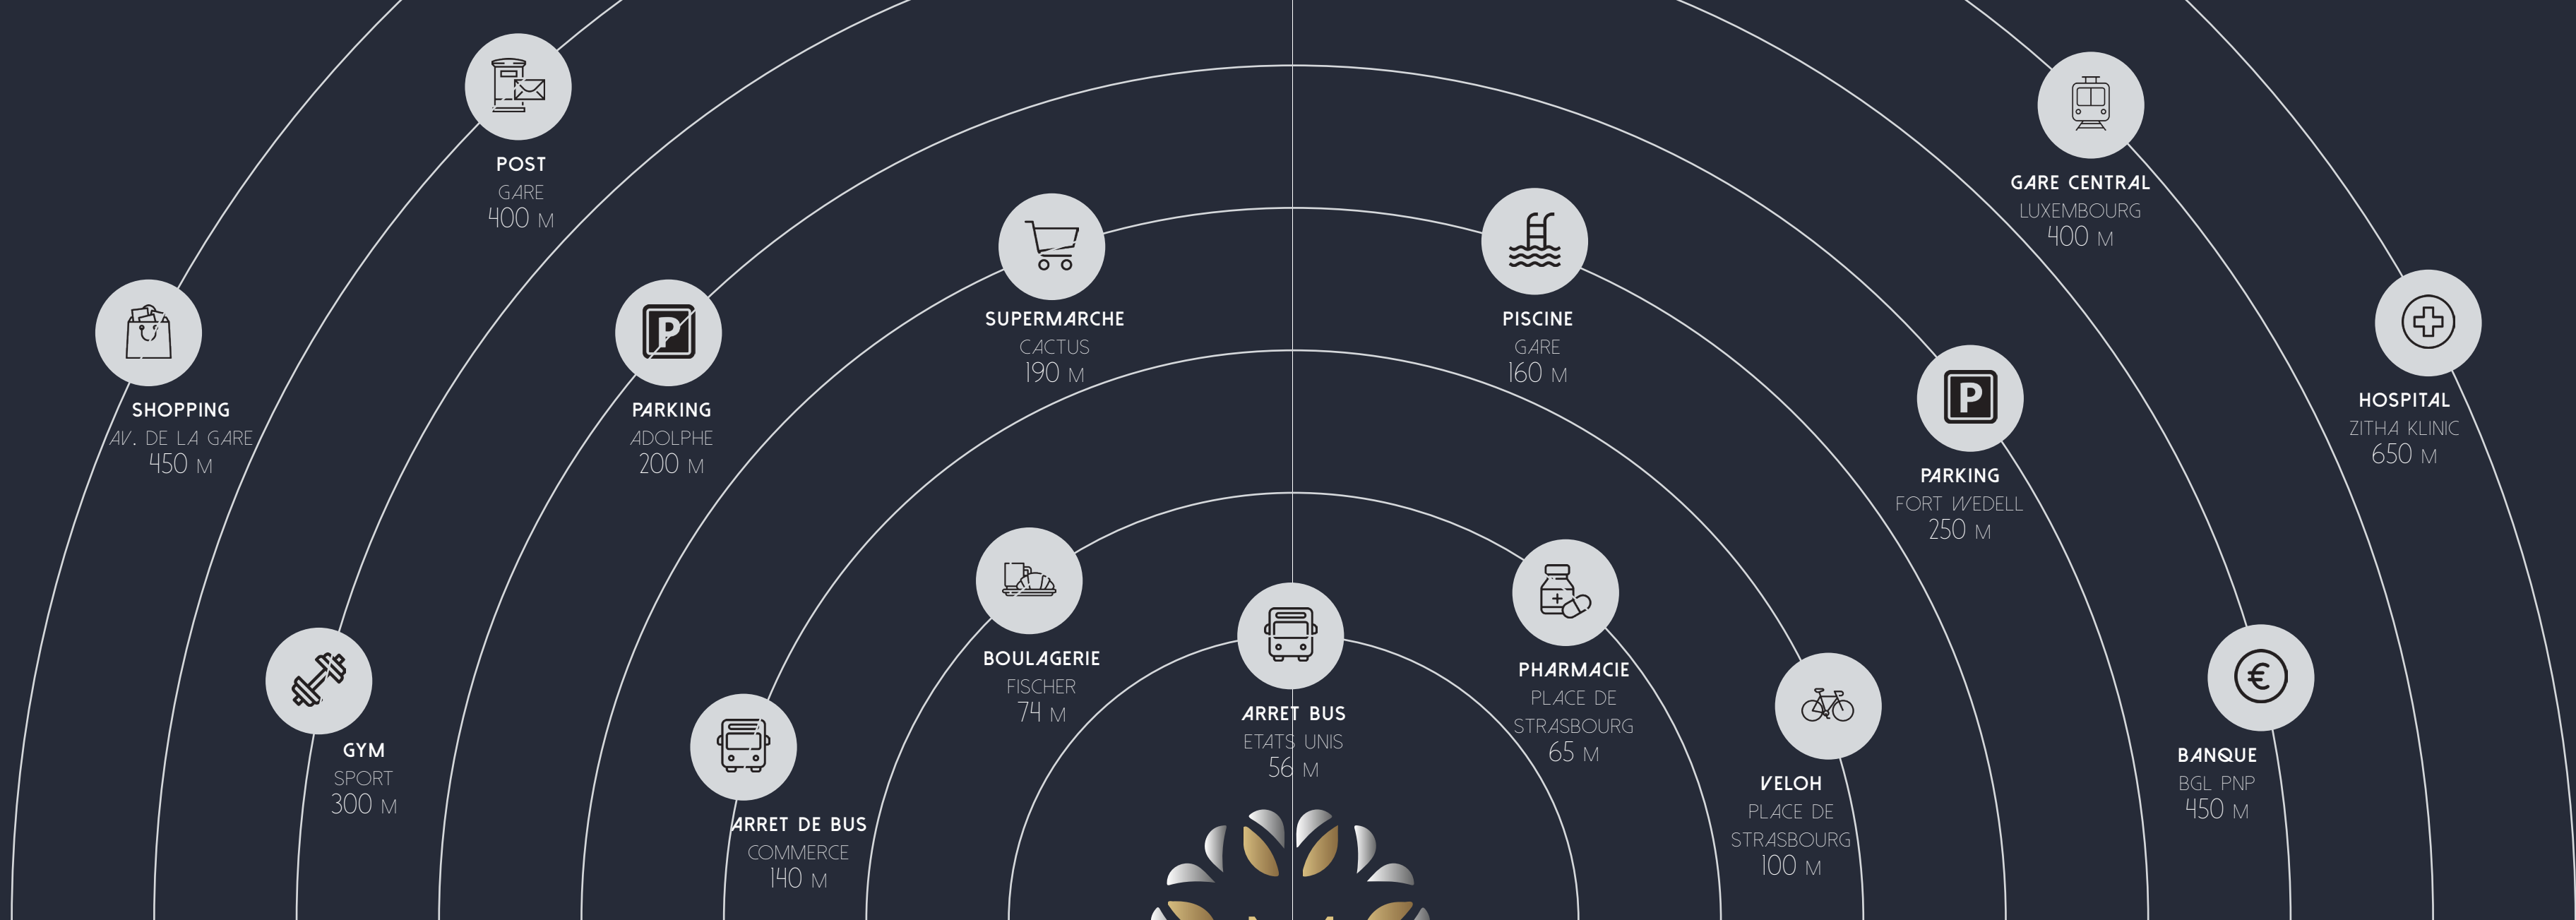 POST
GARE
400 M
GARE CENTRAL
LUXEMBOURG
400 M
SHOPPING
AV. DE LA GARE
450 M
P
PARKING
ADOLPHE
200 M
SUPERMARCHE
CACTUS
190 M
PISCINE
GARE
160 M
P
PARKING
FORT WEDELL
250 M
HOSPITAL
ZITHA KLINIC
650 M
GYM
SPORT
300 M
ARRET DE BUS
COMMERCE
140 M
BOULAGERIE
FISCHER
74 M
ARRET BUS
ETATS UNIS
56 M
PHARMACIE
PLACE DE
STRASBOURG
65 M
VELOH
PLACE DE
STRASBOURG
100 M
€
BANQUE
BGL PNP
450 M